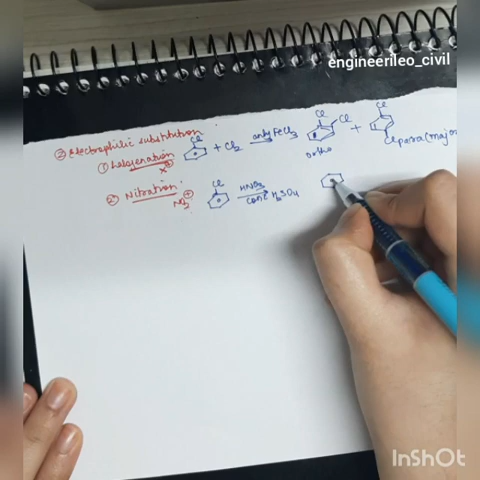 engineerileo_civil
③ Electrophilic substitution
① Halogenation Cl + Cl₂ anhy FeCl₃ Cl Cl + Cl
X⊕ ortho Cl para (major
② Nitration Cl HNO₃
NO₂⊕ conc H₂SO₄
InShOt